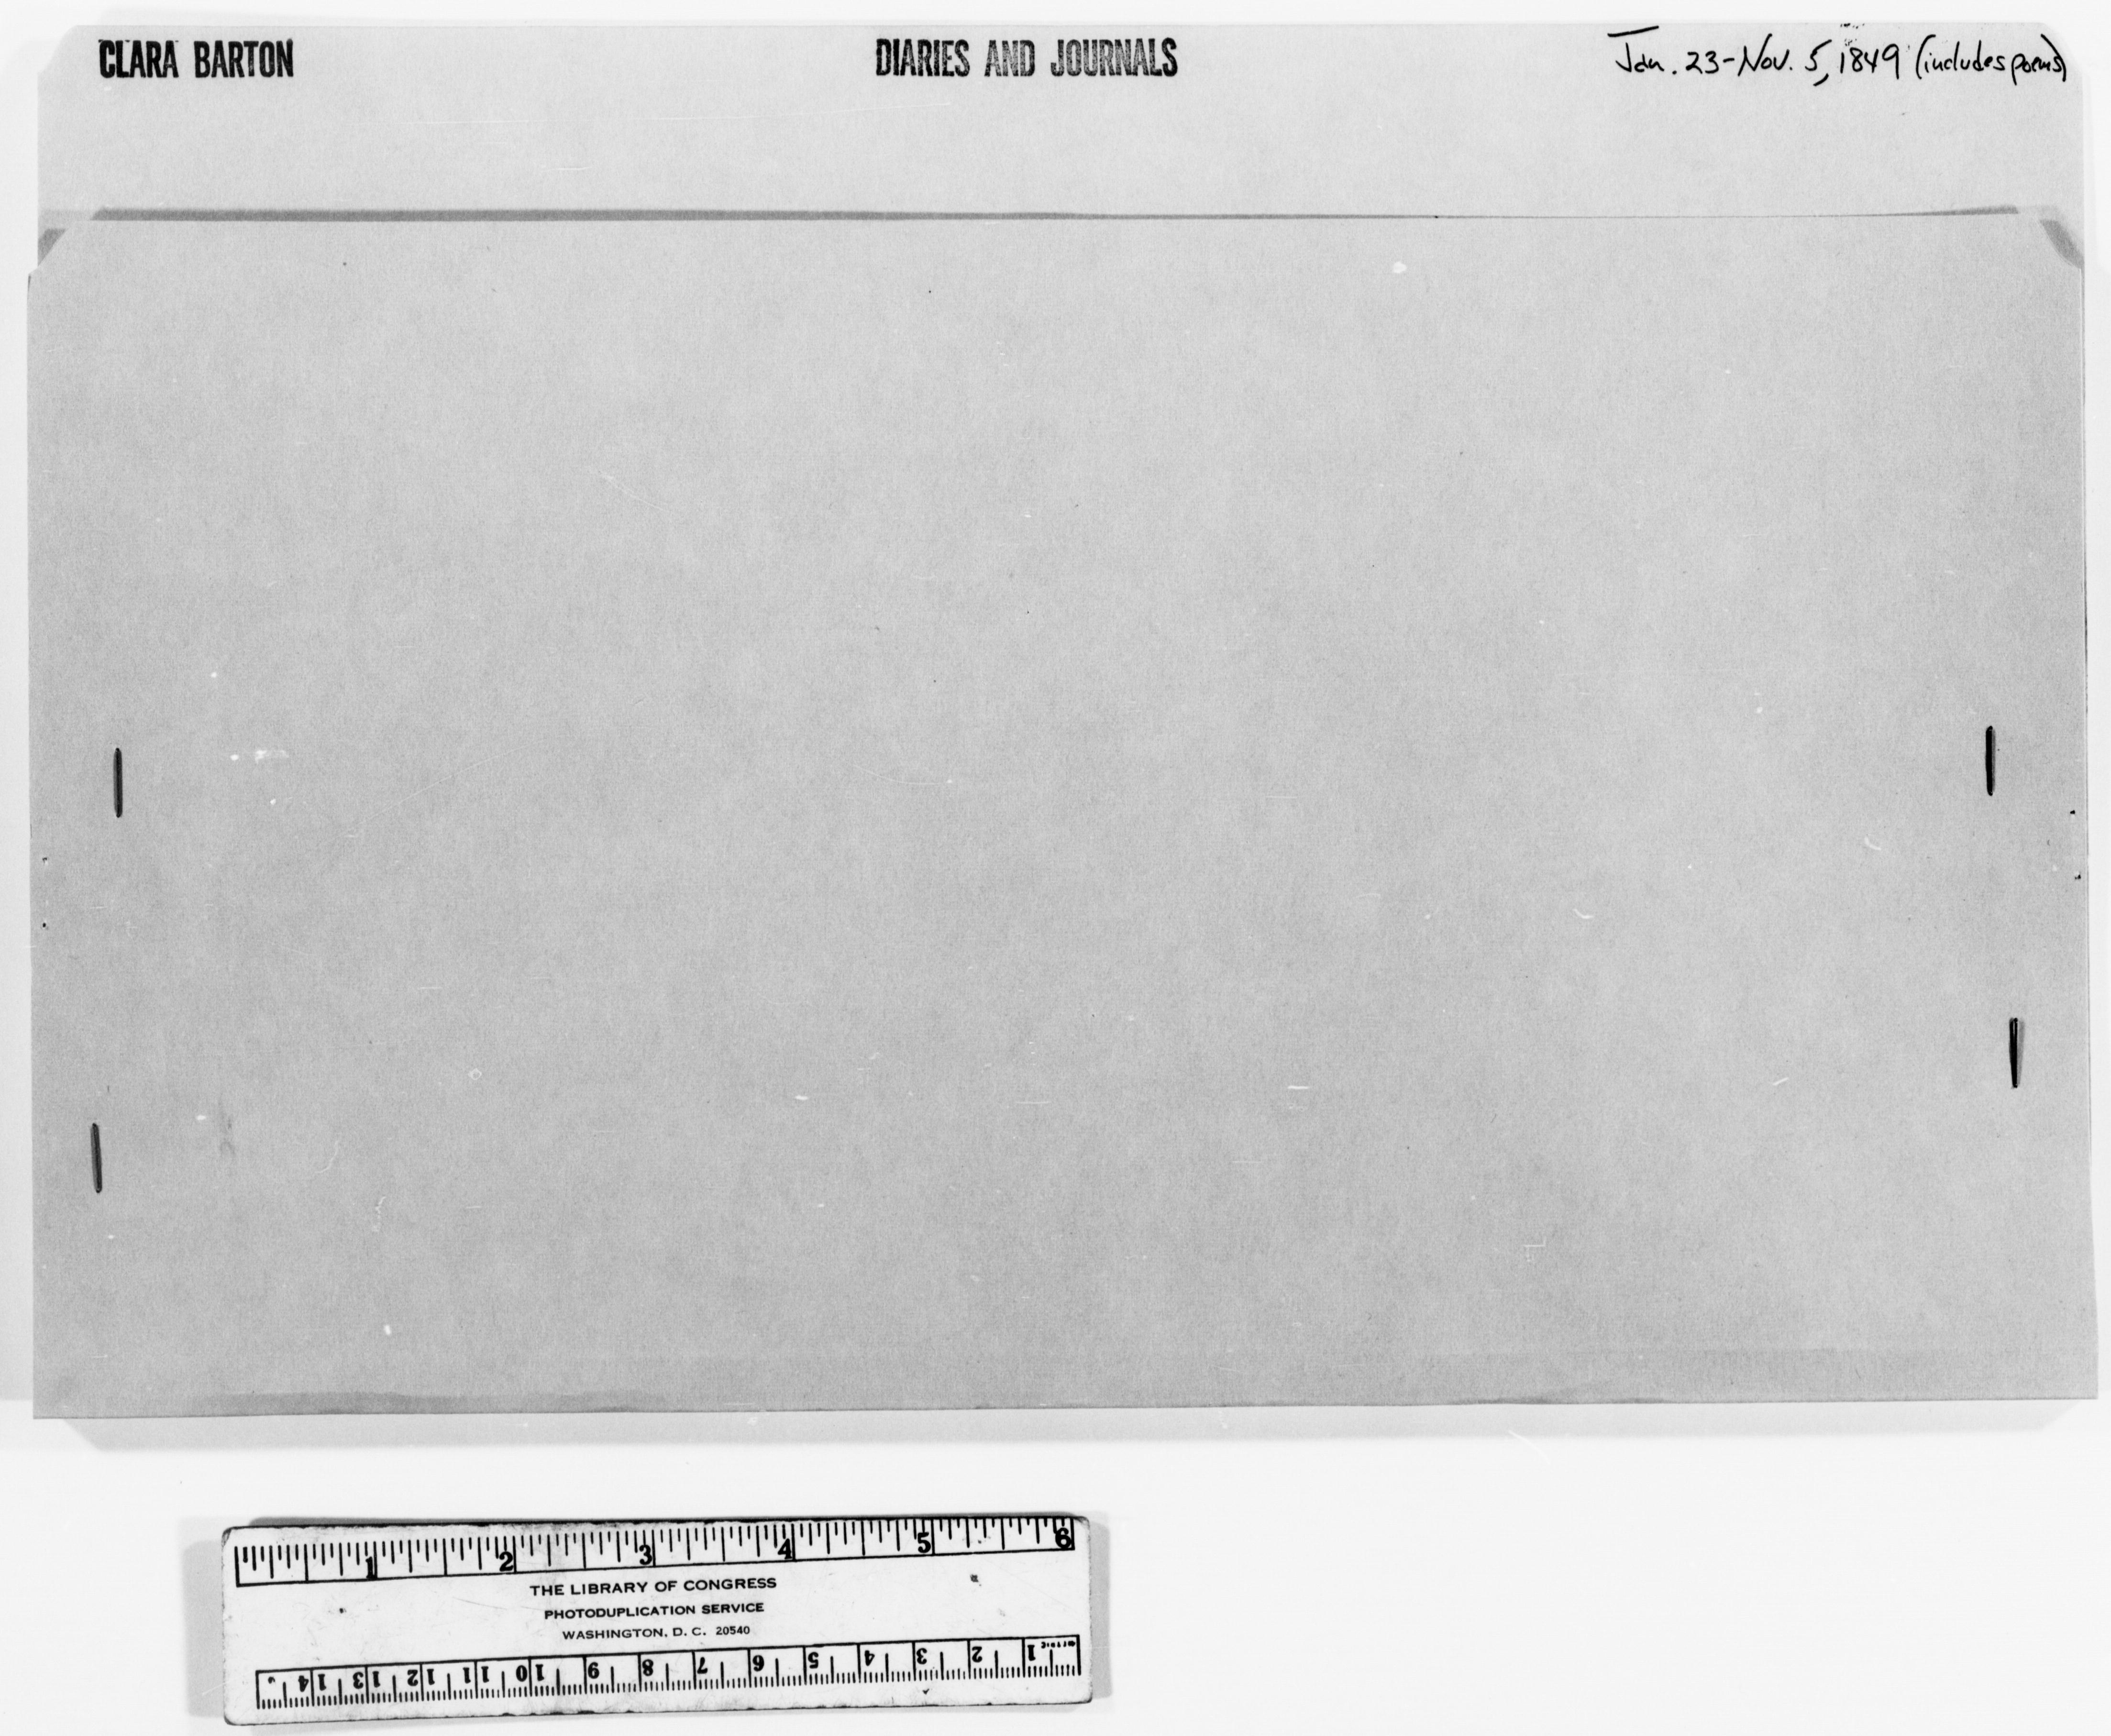 CLARA BARTON DIARIES AND JOURNALS Jan. 23-Nov. 5, 1849 (includes poems)
1 2 3 4 5 6
THE LIBRARY OF CONGRESS
PHOTODUPLICATION SERVICE
WASHINGTON, D. C. 20540
14 13 12 11 10 9 8 7 6 5 4 3 2 1